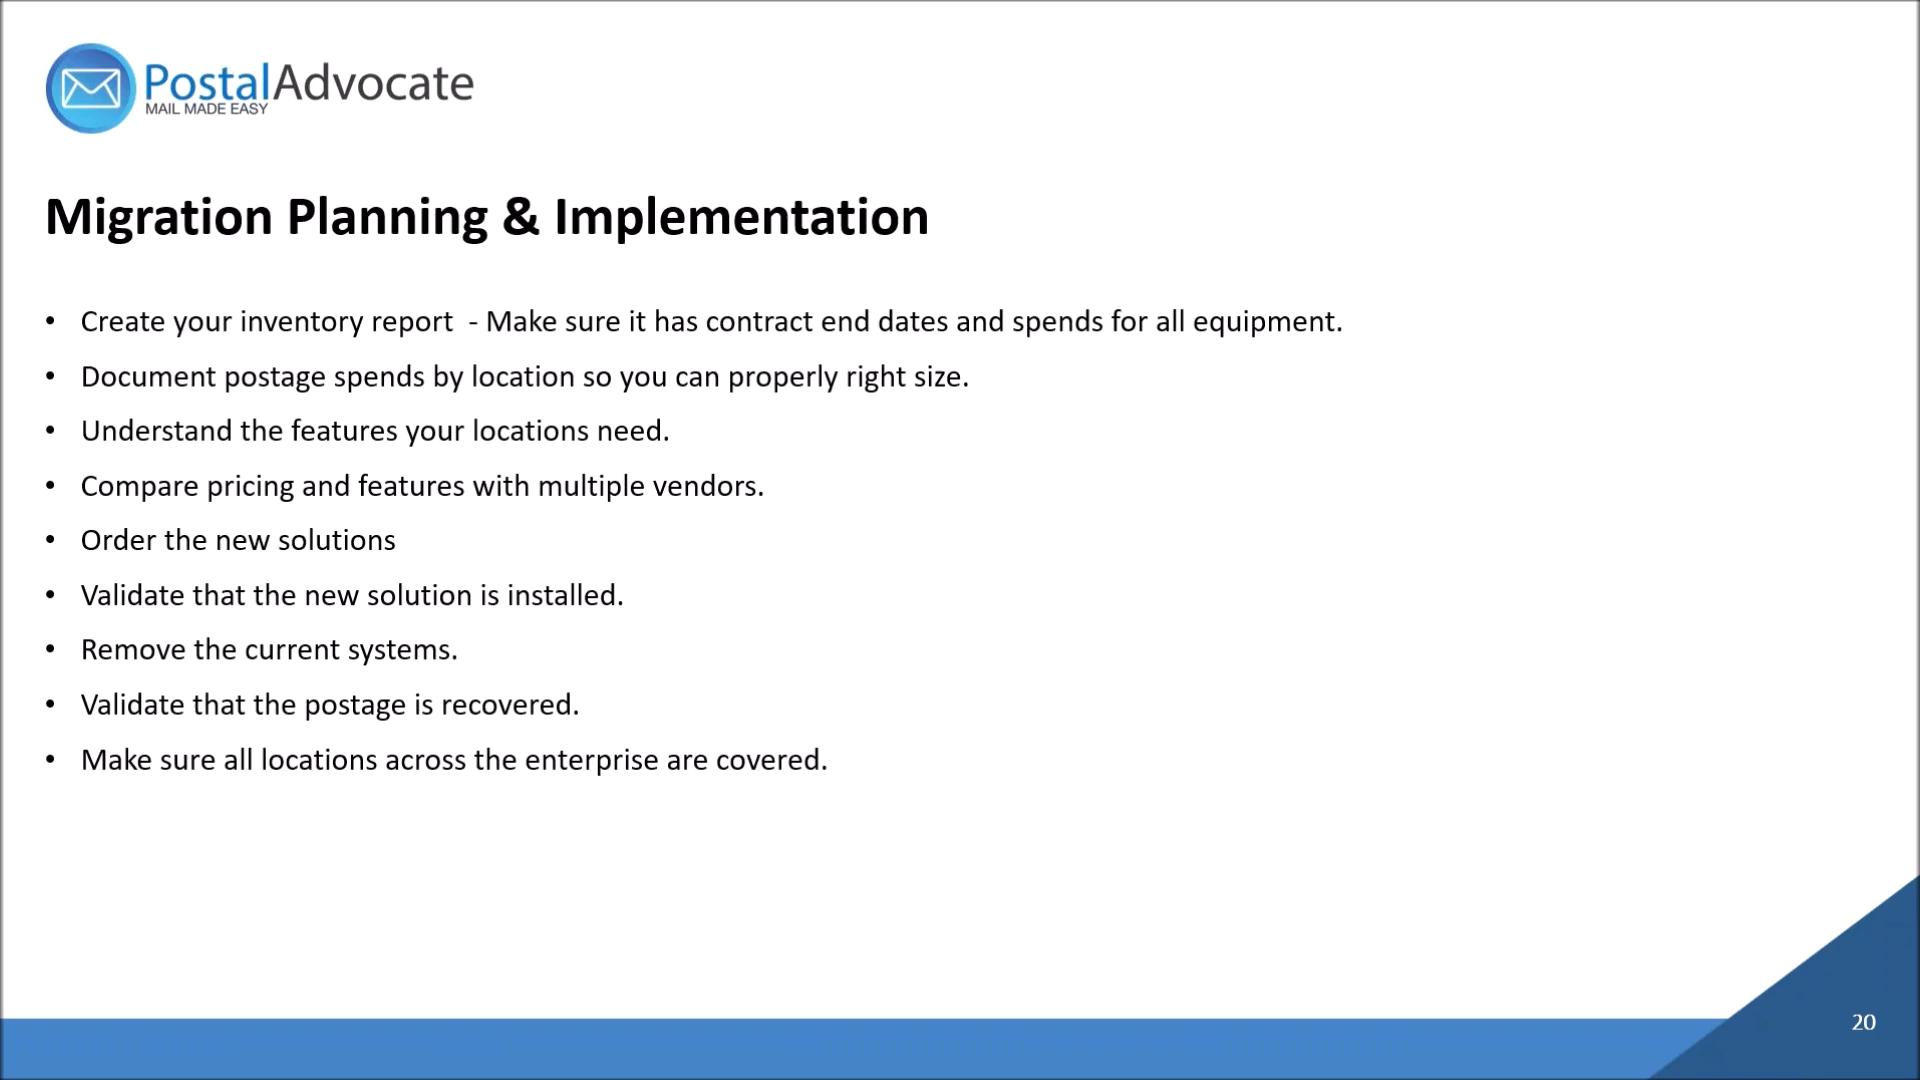 PostalAdvocate
MAIL MADE EASY
Migration Planning & Implementation
• Create your inventory report  - Make sure it has contract end dates and spends for all equipment.
• Document postage spends by location so you can properly right size.
• Understand the features your locations need.
• Compare pricing and features with multiple vendors.
• Order the new solutions
• Validate that the new solution is installed.
• Remove the current systems.
• Validate that the postage is recovered.
• Make sure all locations across the enterprise are covered.
20